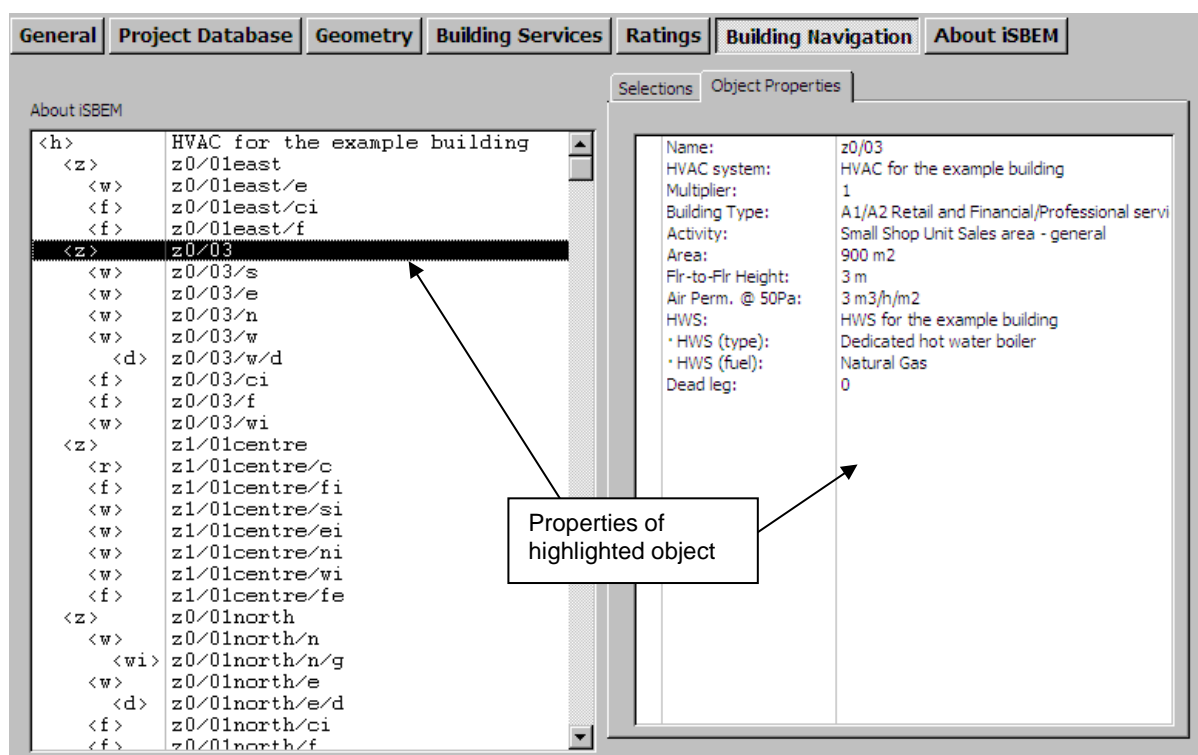 General Project Database Geometry Building Services Ratings Building Navigation About iSBEM
Selections Object Properties
About iSBEM
<h> HVAC for the example building
<z> z0/01east
<w> z0/01east/e
<f> z0/01east/ci
<f> z0/01east/f
<z> z0/03
<w> z0/03/s
<w> z0/03/e
<w> z0/03/n
<w> z0/03/w
<d> z0/03/w/d
<f> z0/03/ci
<f> z0/03/f
<w> z0/03/wi
<z> z1/01centre
<r> z1/01centre/c
<f> z1/01centre/fi
<w> z1/01centre/si
<w> z1/01centre/ei
<w> z1/01centre/ni
<w> z1/01centre/wi
<f> z1/01centre/fe
<z> z0/01north
<w> z0/01north/n
<wi> z0/01north/n/g
<w> z0/01north/e
<d> z0/01north/e/d
<f> z0/01north/ci
<f> z0/01north/f
Name: z0/03
HVAC system: HVAC for the example building
Multiplier: 1
Building Type: A1/A2 Retail and Financial/Professional servi
Activity: Small Shop Unit Sales area - general
Area: 900 m2
Flr-to-Flr Height: 3 m
Air Perm. @ 50Pa: 3 m3/h/m2
HWS: HWS for the example building
· HWS (type): Dedicated hot water boiler
· HWS (fuel): Natural Gas
Dead leg: 0
Properties of
highlighted object